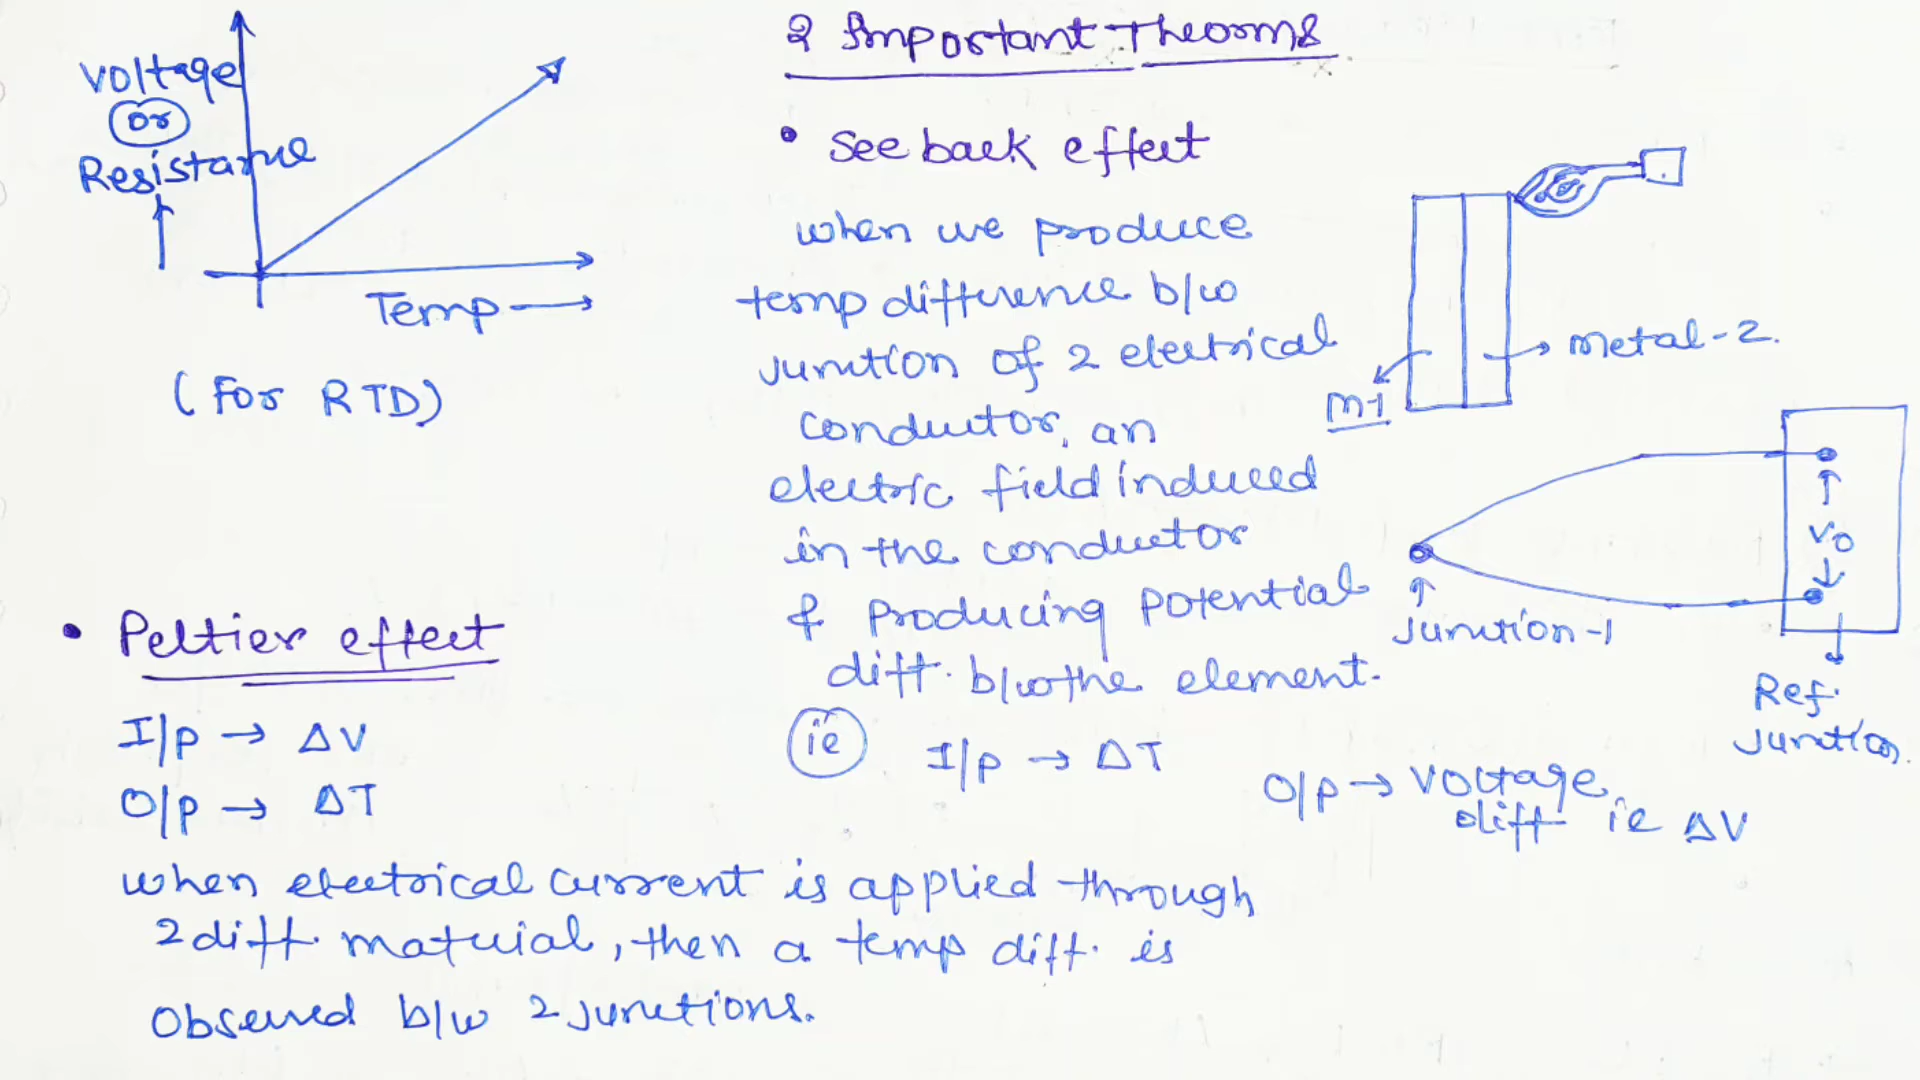 Voltage
or
Resistance
Temp
(For RTD)
2 Important Theorms
• See back effect
when we produce
temp difference b/w
junction of 2 electrical
conductor, an
electric field induced
in the conductor
& producing potential
diff. b/w the element.
ie I/p → ΔT
O/p → Voltage
diff ie ΔV
Metal-2.
M-1
Vo
Junction-1
Ref.
Junction.
• Peltier effect
I/p → ΔV
O/p → ΔT
when electrical current is applied through
2 diff. material, then a temp diff. is
observed b/w 2 junctions.